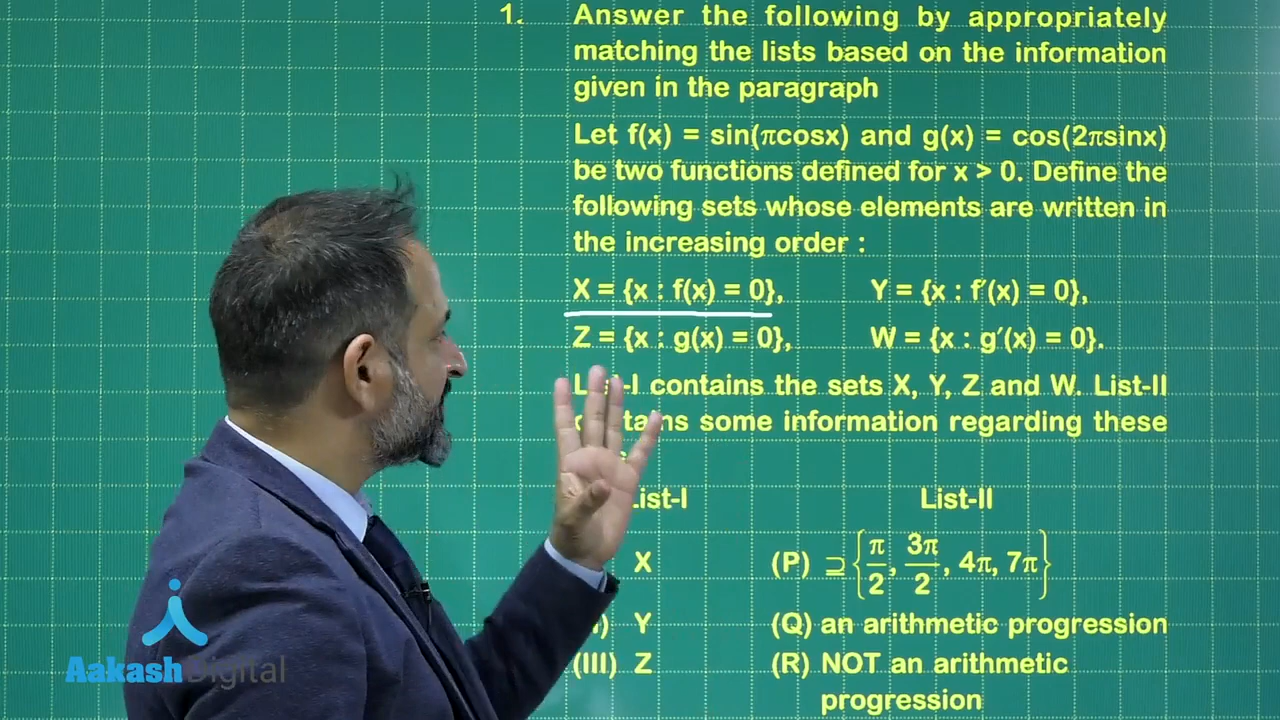 1. Answer the following by appropriately
matching the lists based on the information
given in the paragraph
Let f(x) = sin(πcosx) and g(x) = cos(2πsinx)
be two functions defined for x > 0. Define the
following sets whose elements are written in
the increasing order :
X = {x : f(x) = 0}, Y = {x : f′(x) = 0},
Z = {x : g(x) = 0}, W = {x : g′(x) = 0}.
contains the sets X, Y, Z and W. List-II
some information regarding these
List-I List-II
X (P) ⊇ {π/2, 3π/2, 4π, 7π}
Y (Q) an arithmetic progression
(III) Z (R) NOT an arithmetic
progression
AakashDigital